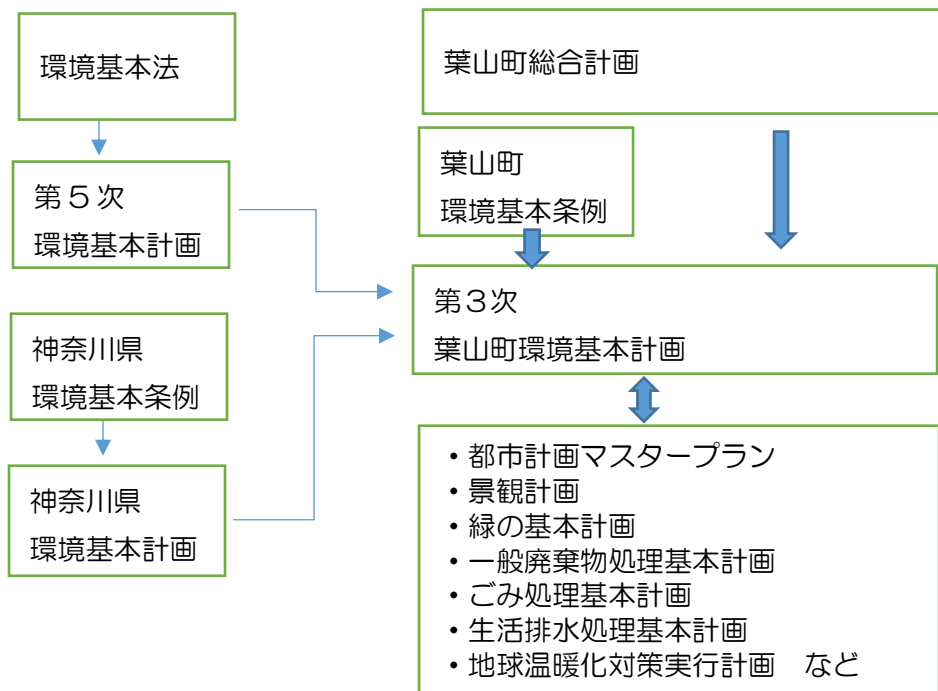 環境基本法
第５次
環境基本計画
神奈川県
環境基本条例
神奈川県
環境基本計画
葉山町総合計画
葉山町
環境基本条例
第３次
葉山町環境基本計画
・都市計画マスタープラン
・景観計画
・緑の基本計画
・一般廃棄物処理基本計画
・ごみ処理基本計画
・生活排水処理基本計画
・地球温暖化対策実行計画　など